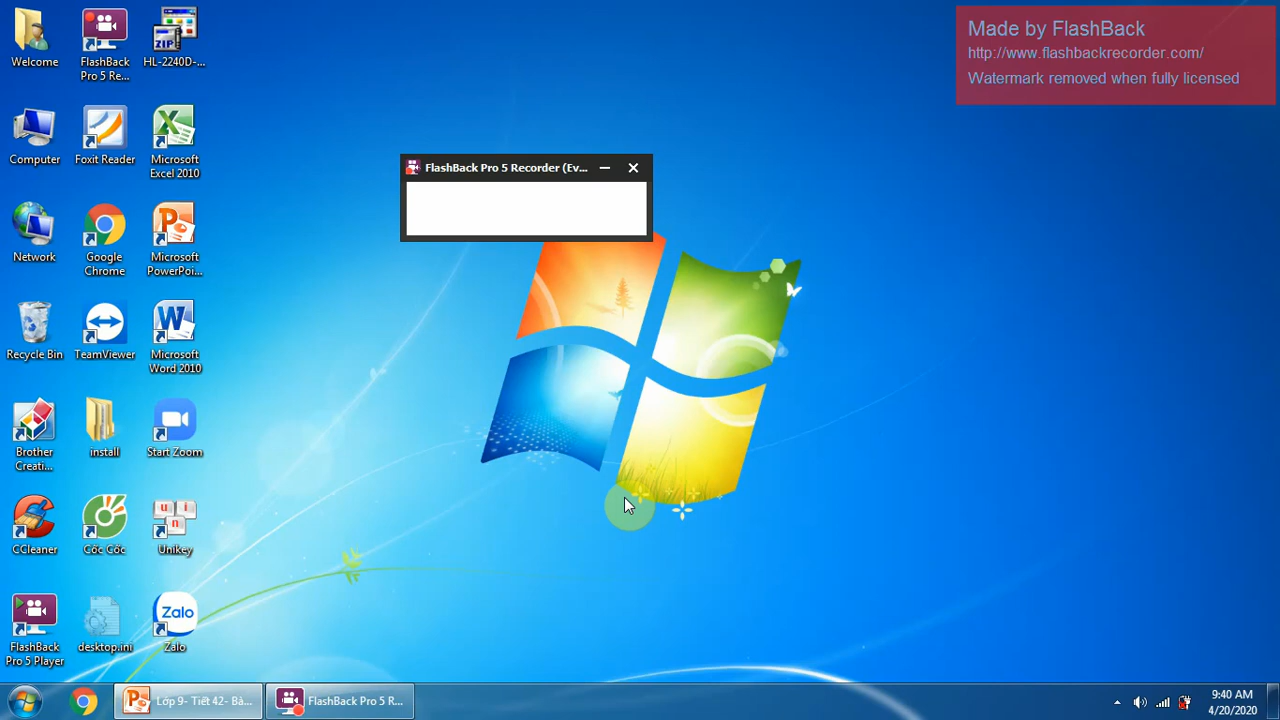 Made by FlashBack
http://www.flashbackrecorder.com/
Watermark removed when fully licensed
FlashBack Pro 5 Recorder (Ev...
Welcome
FlashBack
Pro 5 Re...
HL-2240D-...
ZIP
Computer
Foxit Reader
Microsoft
Excel 2010
Network
Google
Chrome
Microsoft
PowerPoi...
Recycle Bin
TeamViewer
Microsoft
Word 2010
Brother
Creati...
install
Start Zoom
CCleaner
Cốc Cốc
u i
n
Unikey
FlashBack
Pro 5 Player
desktop.ini
Zalo
Zalo
Lớp 9- Tiết 42- Bà...
FlashBack Pro 5 R...
9:40 AM
4/20/2020